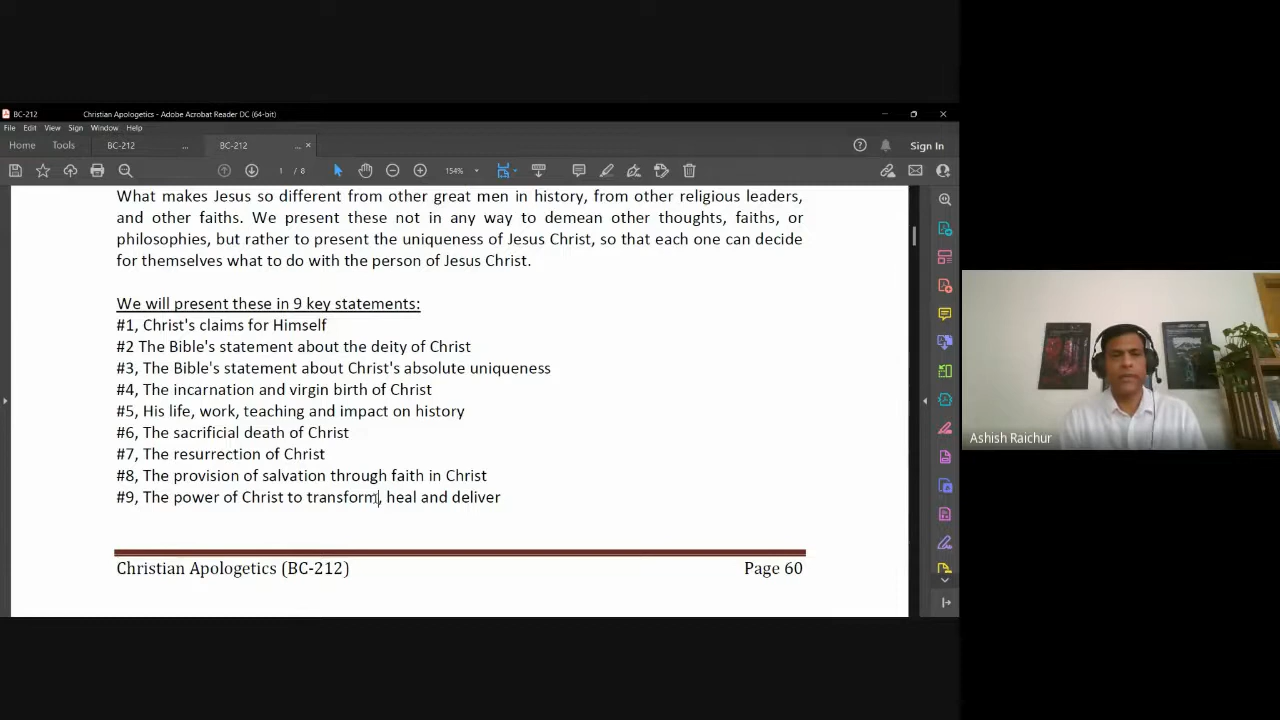 BC-212 Christian Apologetics - Adobe Acrobat Reader DC (64-bit)
File Edit View Sign Window Help
Home Tools BC-212 ... BC-212 ... × Sign In
1 / 8 154%
What makes Jesus so different from other great men in history, from other religious leaders,
and other faiths. We present these not in any way to demean other thoughts, faiths, or
philosophies, but rather to present the uniqueness of Jesus Christ, so that each one can decide
for themselves what to do with the person of Jesus Christ.
We will present these in 9 key statements:
#1, Christ's claims for Himself
#2 The Bible's statement about the deity of Christ
#3, The Bible's statement about Christ's absolute uniqueness
#4, The incarnation and virgin birth of Christ
#5, His life, work, teaching and impact on history
#6, The sacrificial death of Christ
#7, The resurrection of Christ
#8, The provision of salvation through faith in Christ
#9, The power of Christ to transform, heal and deliver
Christian Apologetics (BC-212) Page 60
Ashish Raichur